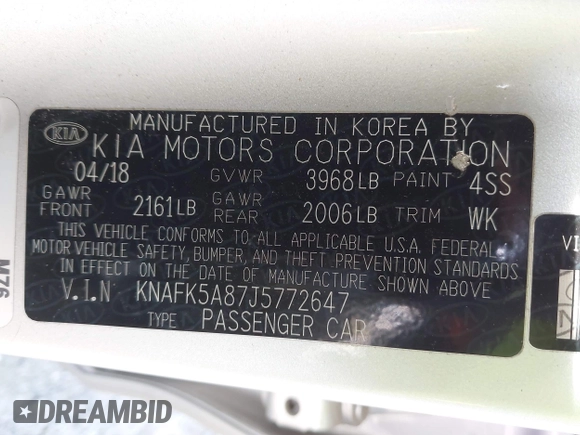 MANUFACTURED IN KOREA BY
KIA KIA MOTORS CORPORATION
04/18 GVWR 3968LB PAINT 4SS
GAWR FRONT 2161LB GAWR REAR 2006LB TRIM WK
THIS VEHICLE CONFORMS TO ALL APPLICABLE U.S.A. FEDERAL
MOTOR VEHICLE SAFETY, BUMPER, AND THEFT PREVENTION STANDARDS
IN EFFECT ON THE DATE OF MANUFACTURE SHOWN ABOVE.
V.I.N KNAFK5A87J5772647
TYPE PASSENGER CAR
M26
VI
DREAMBID